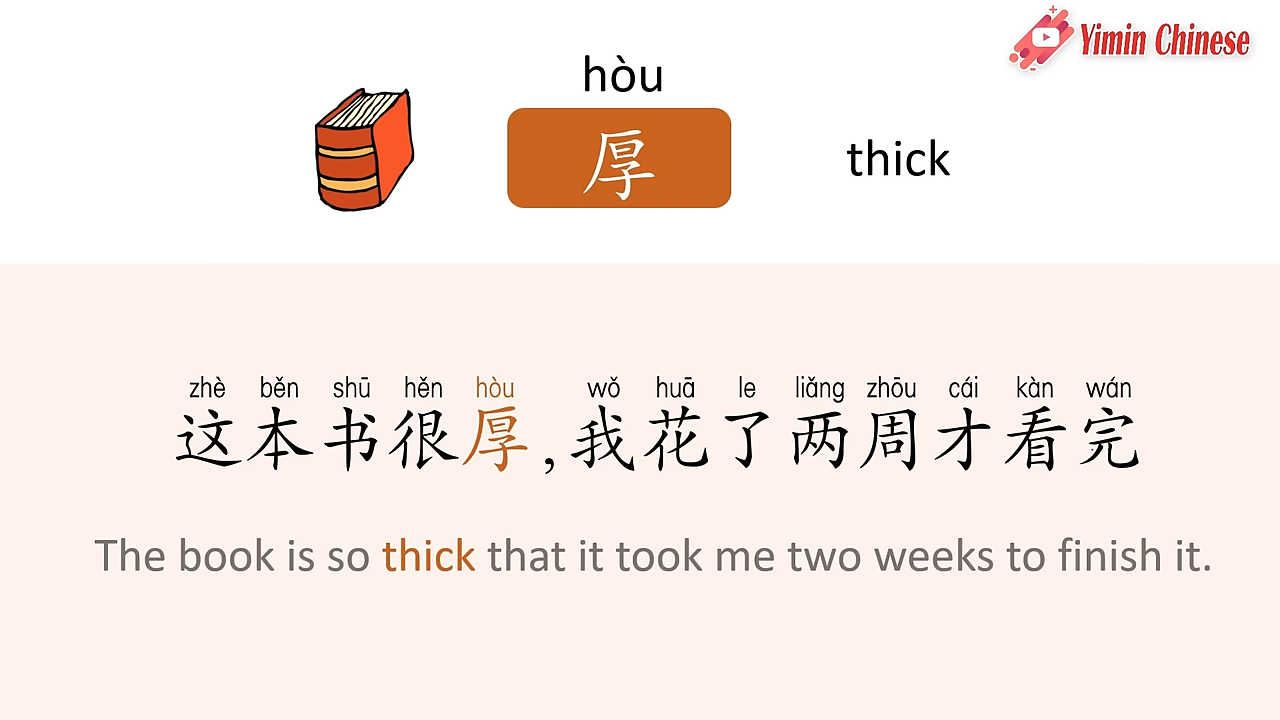 Yimin Chinese
hòu
厚
thick
zhè běn shū hěn hòu wǒ huā le liǎng zhōu cái kàn wán
这本书很厚,我花了两周才看完
The book is so thick that it took me two weeks to finish it.